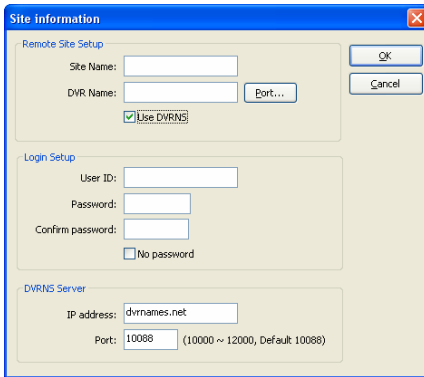 Site information
Remote Site Setup
OK
Site Name:
DVR Name:
Port...
Cancel
Use DVRNS
Login Setup
User ID:
Password:
Confirm password:
No password
DVRNS Server
IP address: dvrnames.net
Port: 10088 (10000 ~ 12000, Default 10088)